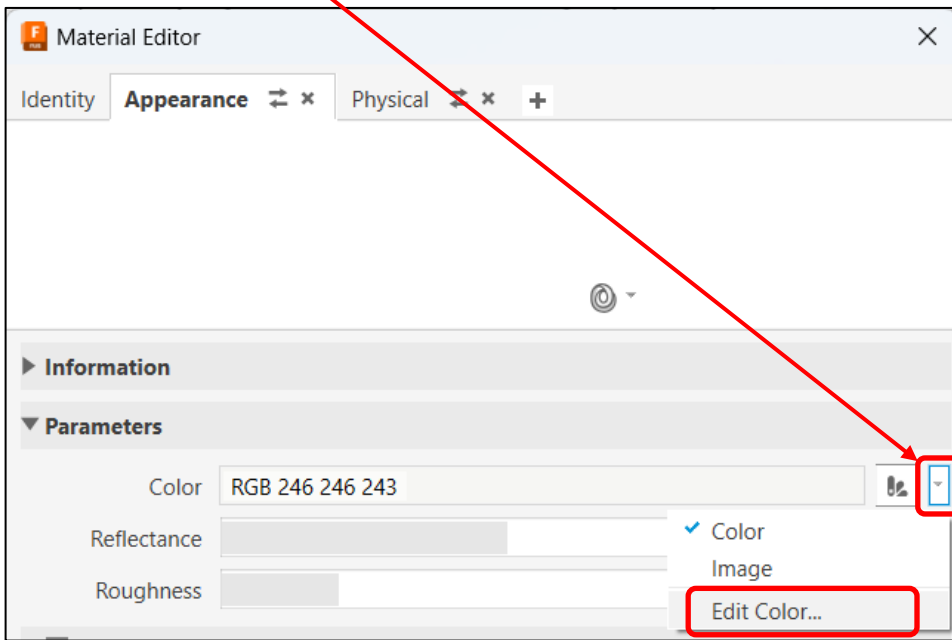 Material Editor
Identity Appearance Physical
Information
Parameters
Color RGB 246 246 243
Reflectance
Roughness
Color
Image
Edit Color...